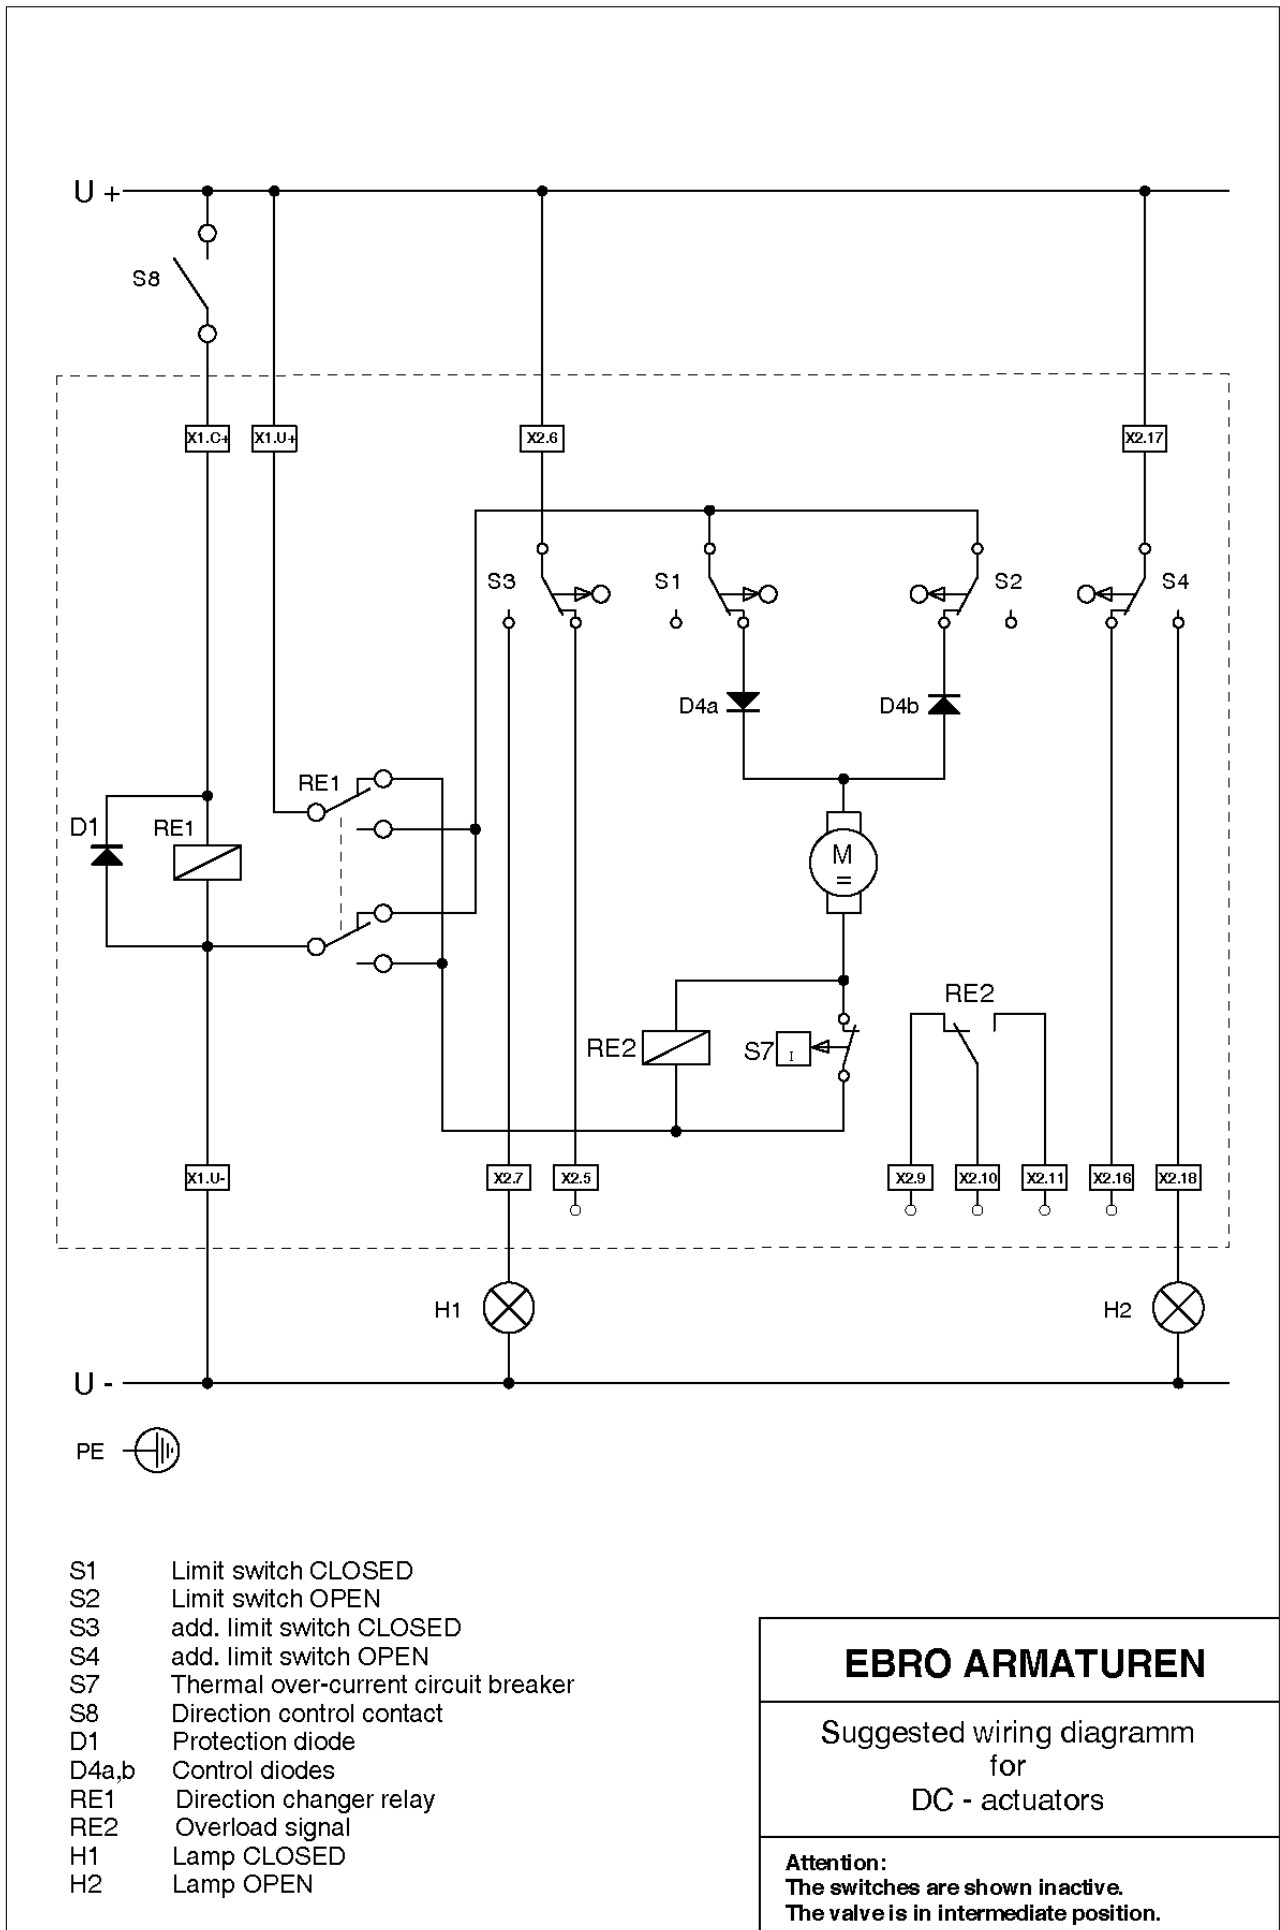 U +
S8
X1.C+ X1.U+ X2.6 X2.17
S3 S1 S2 S4
D4a D4b
RE1
D1 RE1
M
=
RE2
RE2 S7 I
X1.U- X2.7 X2.5 X2.9 X2.10 X2.11 X2.16 X2.18
H1 H2
U -
PE
S1 Limit switch CLOSED
S2 Limit switch OPEN
S3 add. limit switch CLOSED
S4 add. limit switch OPEN
S7 Thermal over-current circuit breaker
S8 Direction control contact
D1 Protection diode
D4a,b Control diodes
RE1 Direction changer relay
RE2 Overload signal
H1 Lamp CLOSED
H2 Lamp OPEN
EBRO ARMATUREN
Suggested wiring diagramm
for
DC - actuators
Attention:
The switches are shown inactive.
The valve is in intermediate position.